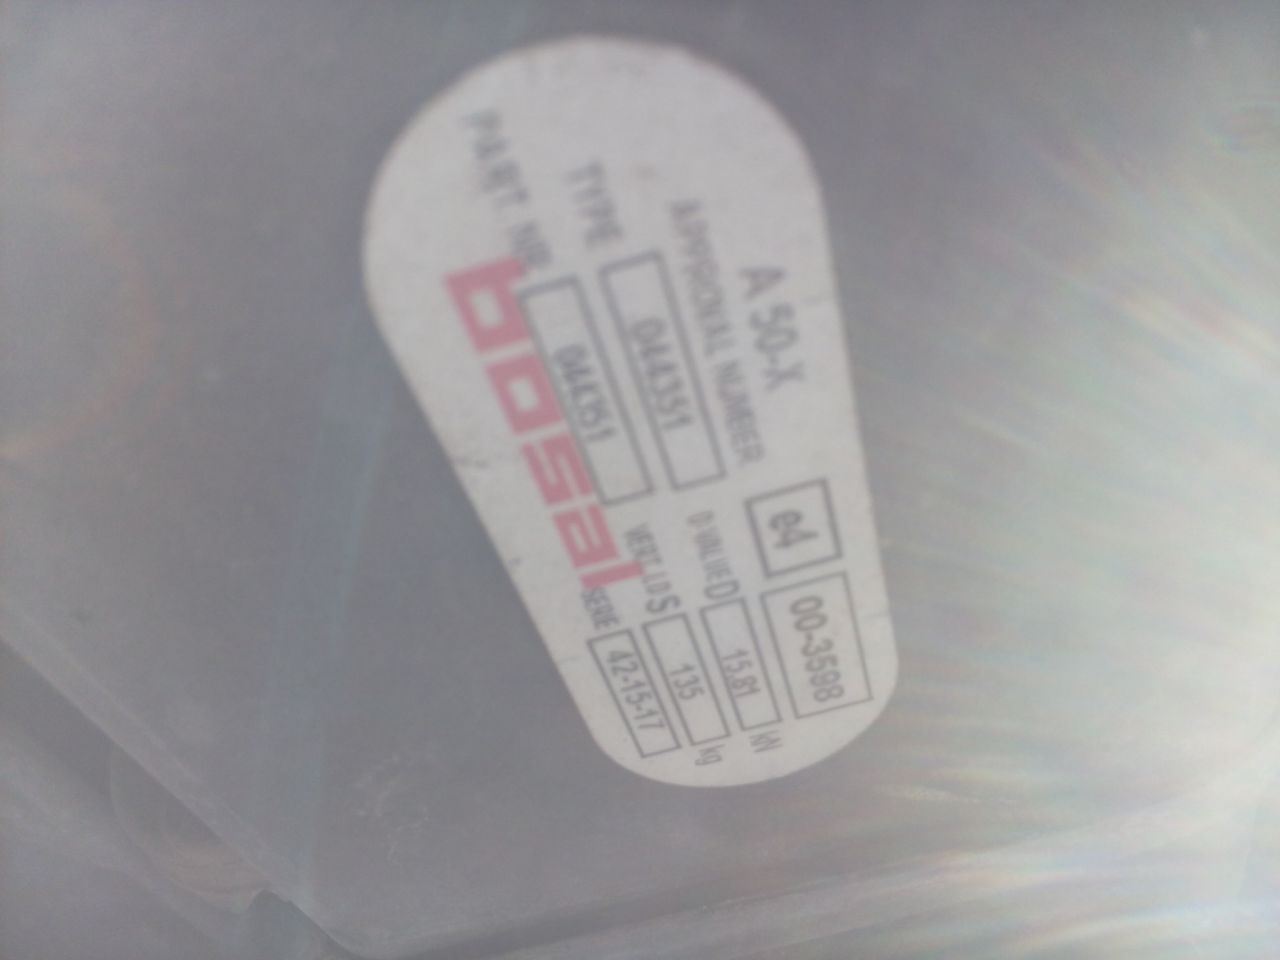 A 50-X
APPROVAL NUMBER e4 00-3598
TYPE 044351 D VALUE D 15.81 kN
PART. NR. 044351 VERT. LD S 135 kg
bosal SERIE 42-15-17